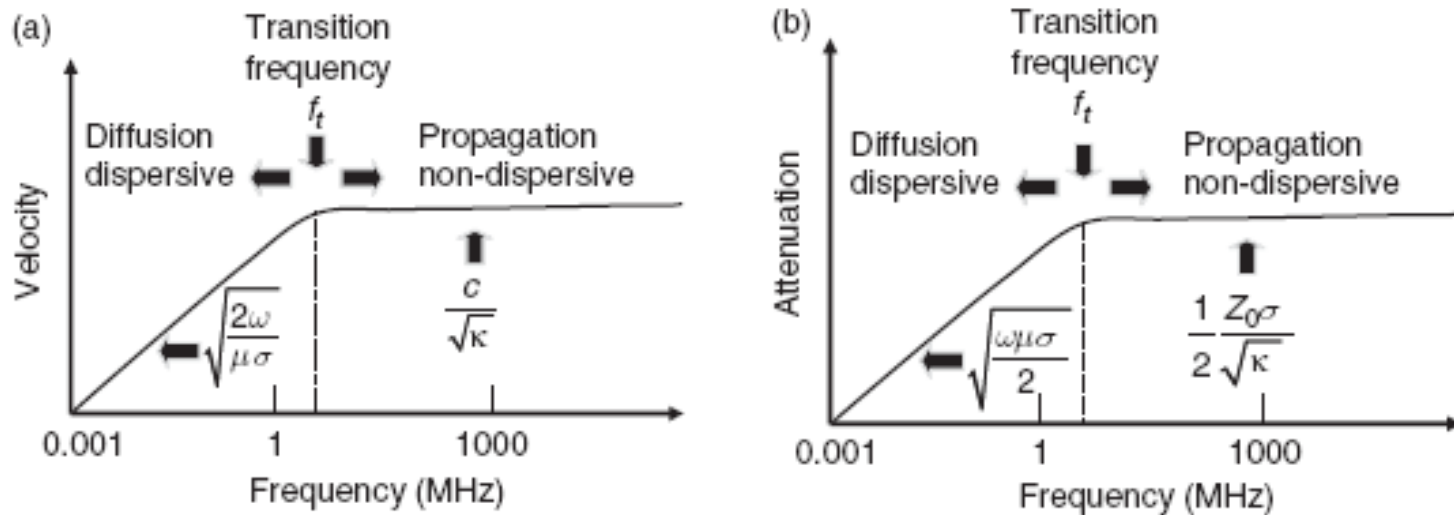 (a)
Transition
frequency
f_t
Diffusion
dispersive
Propagation
non-dispersive
Velocity
√(2ω/μσ)
c/√κ
0.001 1 1000
Frequency (MHz)
(b)
Transition
frequency
f_t
Diffusion
dispersive
Propagation
non-dispersive
Attenuation
√(ωμσ/2)
1/2 Z₀σ/√κ
0.001 1 1000
Frequency (MHz)